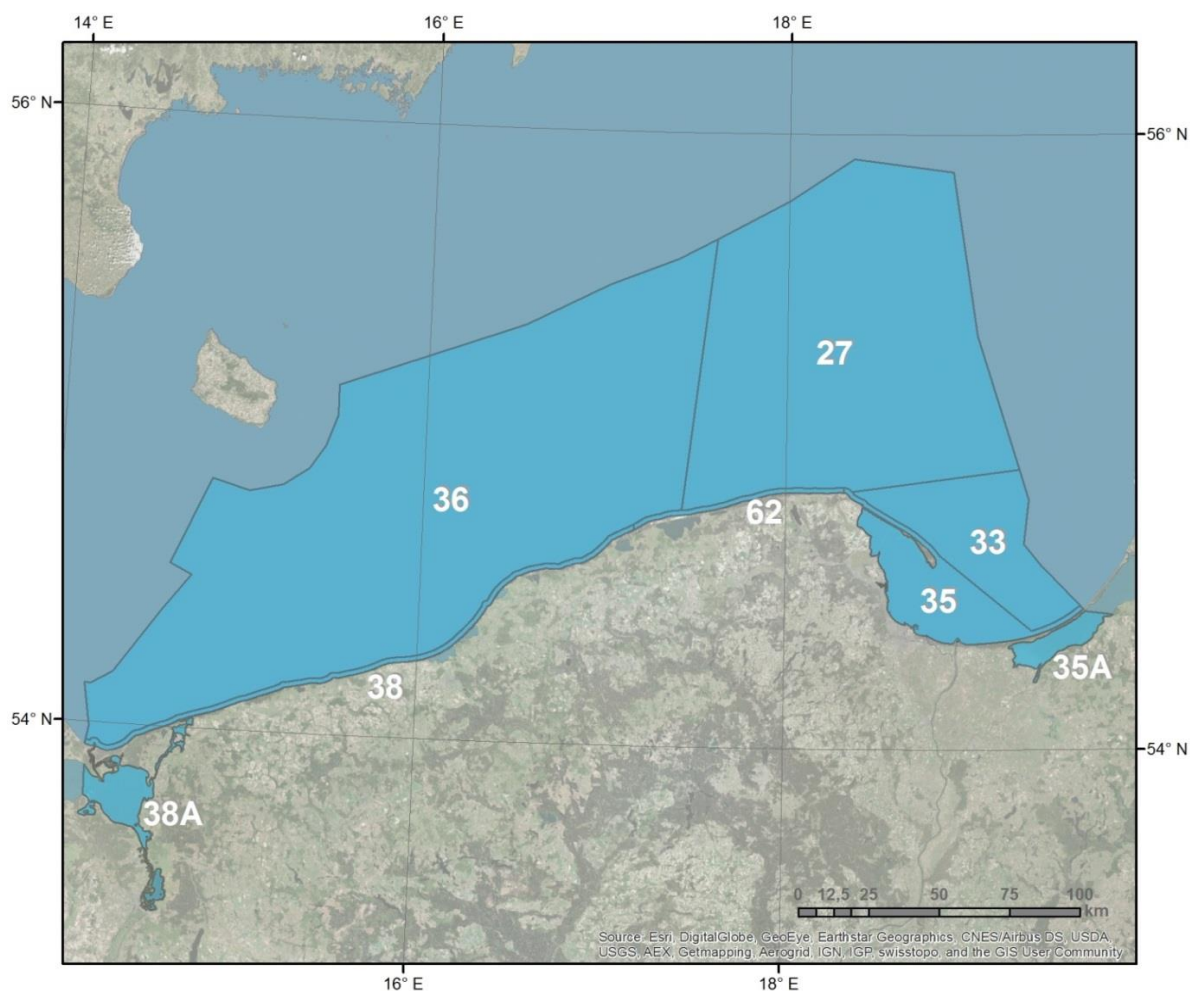 14° E 16° E 18° E
56° N
56° N
27
36
62
33
35
35A
38
54° N
54° N
38A
0 12,5 25 50 75 100
km
Source: Esri, DigitalGlobe, GeoEye, Earthstar Geographics, CNES/Airbus DS, USDA,
USGS, AEX, Getmapping, Aerogrid, IGN, IGP, swisstopo, and the GIS User Community
16° E 18° E